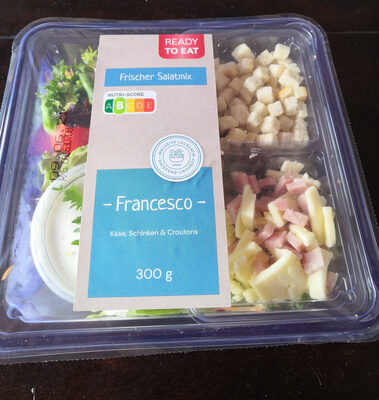 READY
TO EAT
Frischer Salatmix
NUTRI-SCORE
A B C D E
– Francesco –
Käse, Schinken & Croutons
300 g